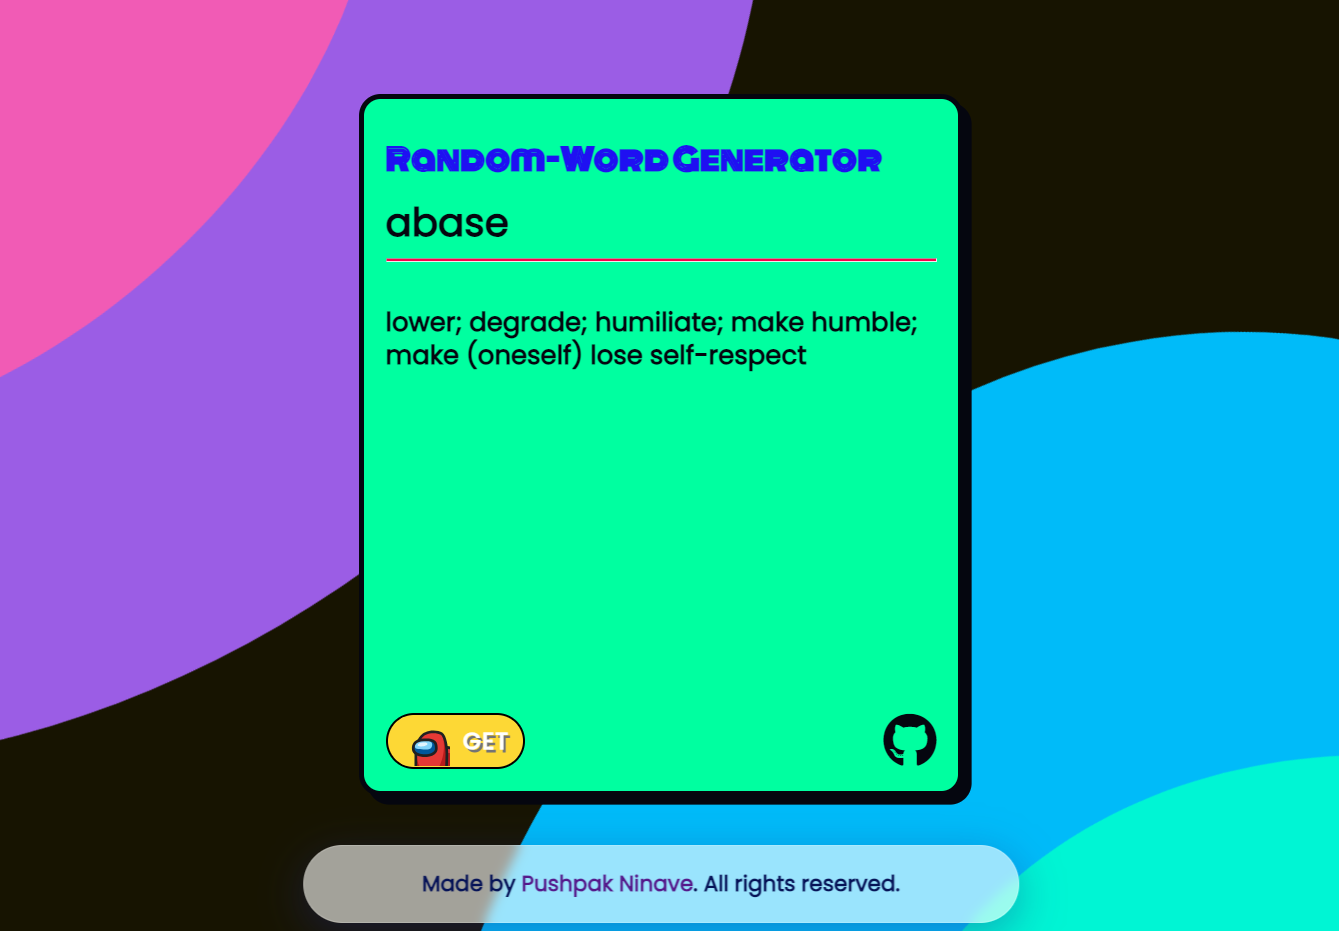 Random-Word Generator
abase
lower; degrade; humiliate; make humble;
make (oneself) lose self-respect
GET
Made by Pushpak Ninave. All rights reserved.